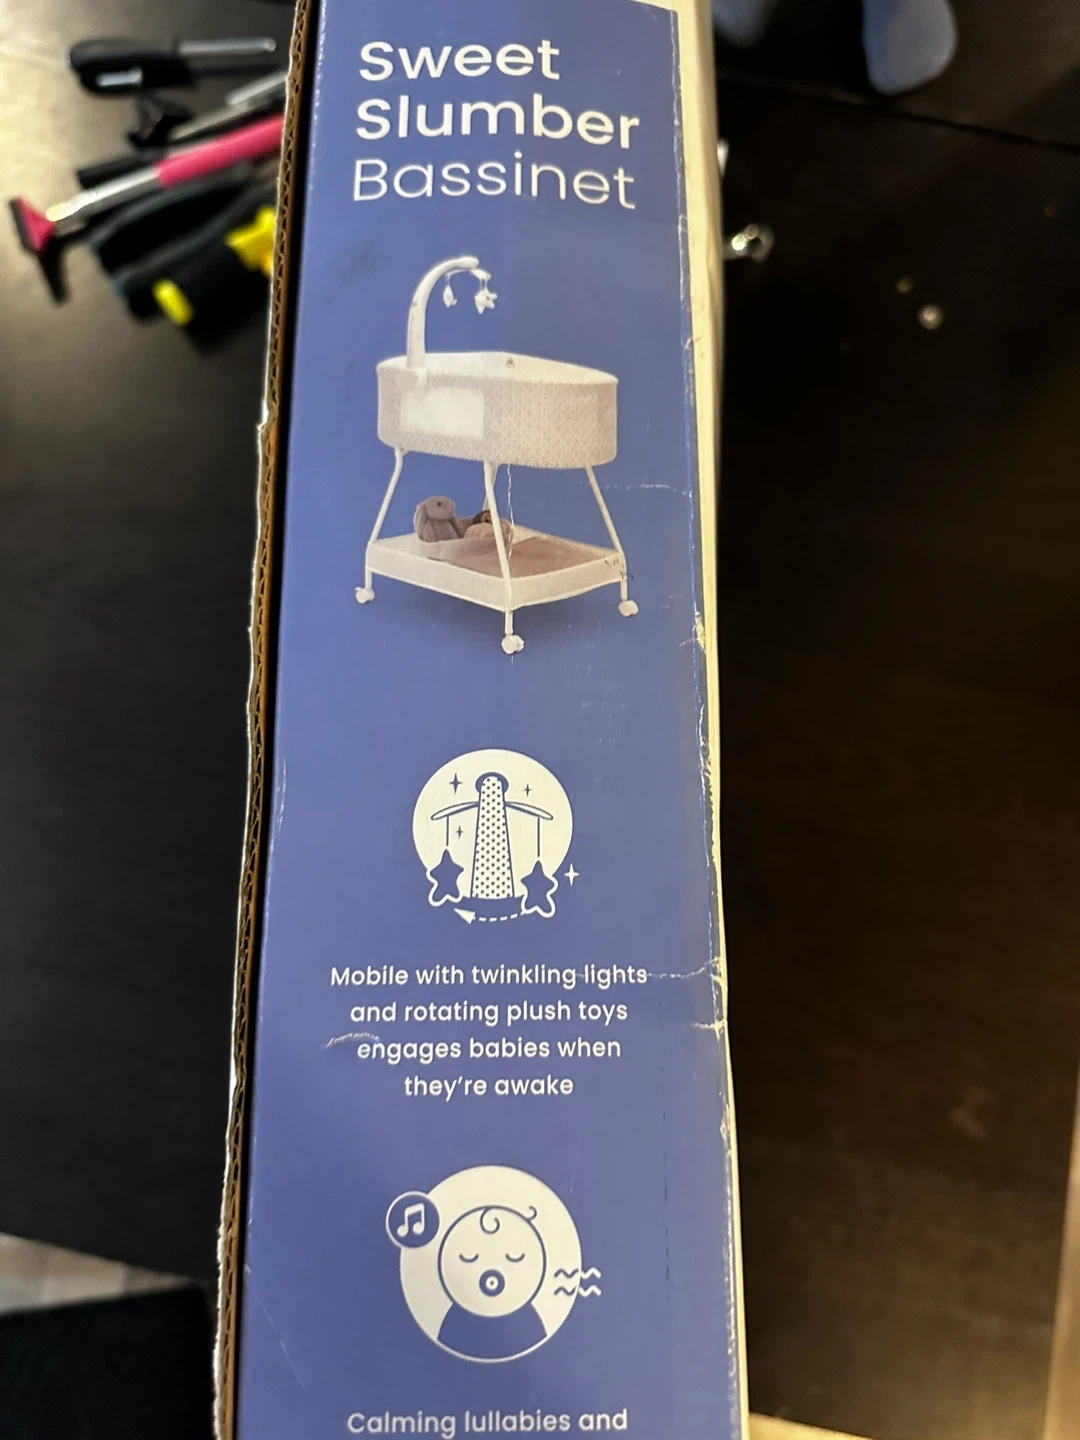 Sweet
Slumber
Bassinet
Mobile with twinkling lights
and rotating plush toys
engages babies when
they're awake
Calming lullabies and